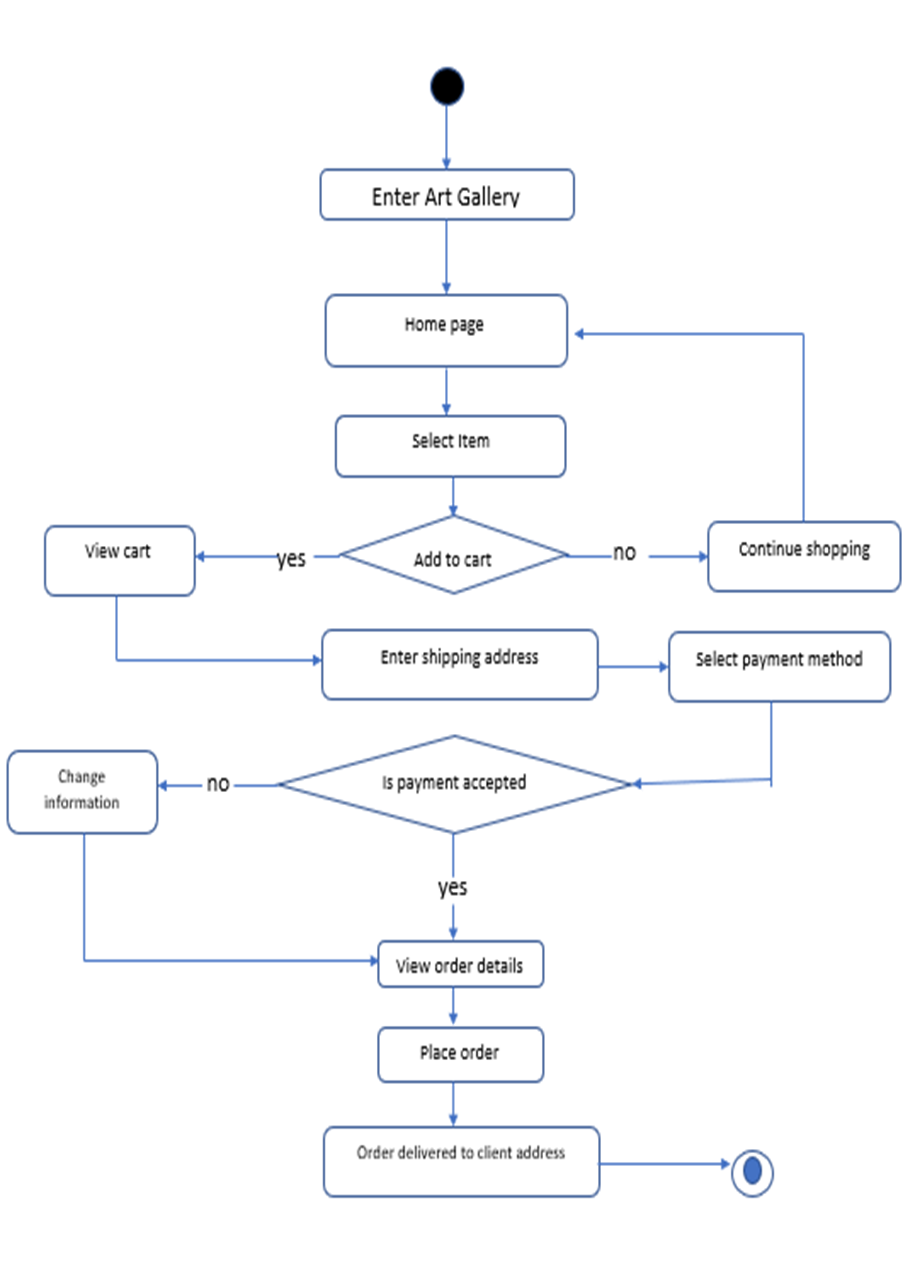 Enter Art Gallery
Home page
Select Item
View cart
yes
Add to cart
no
Continue shopping
Enter shipping address
Select payment method
Change
information
no
Is payment accepted
yes
View order details
Place order
Order delivered to client address